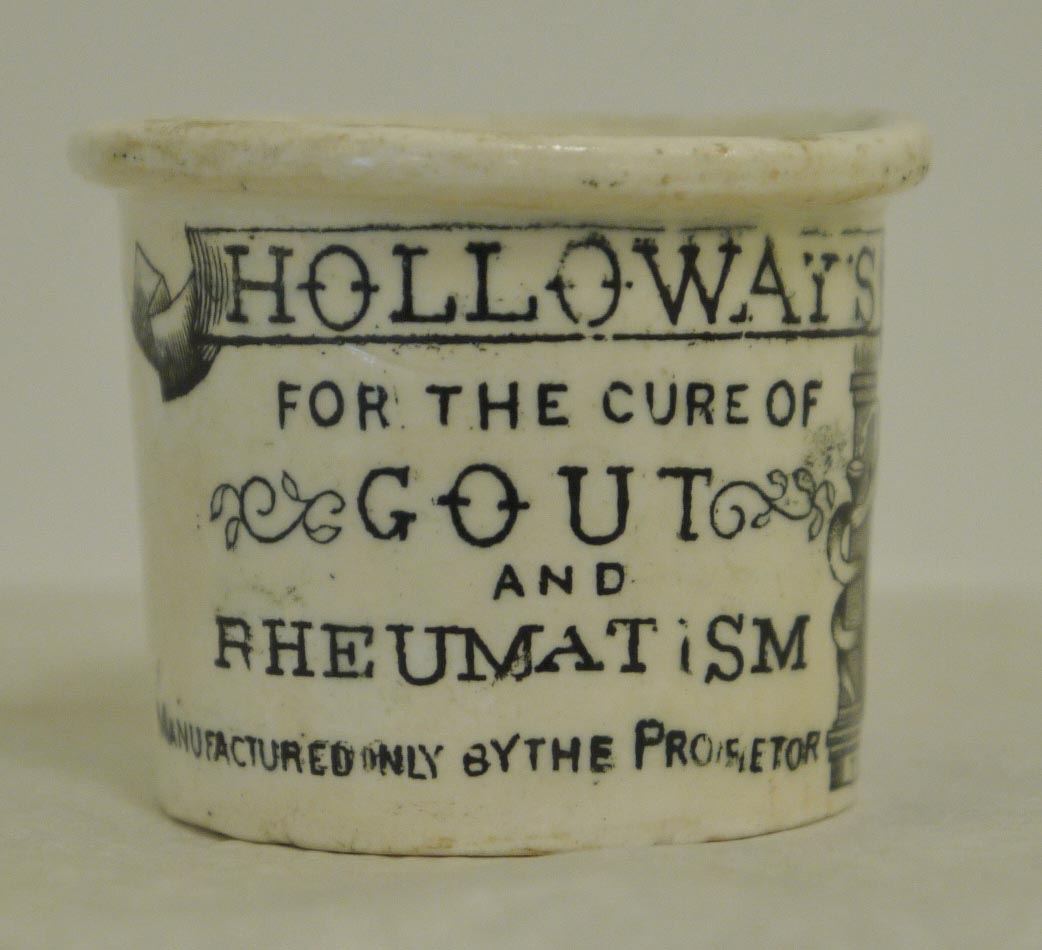 HOLLOWAY'S
FOR THE CURE OF
GOUT
AND
RHEUMATISM
MANUFACTURED ONLY BY THE PROPRIETOR